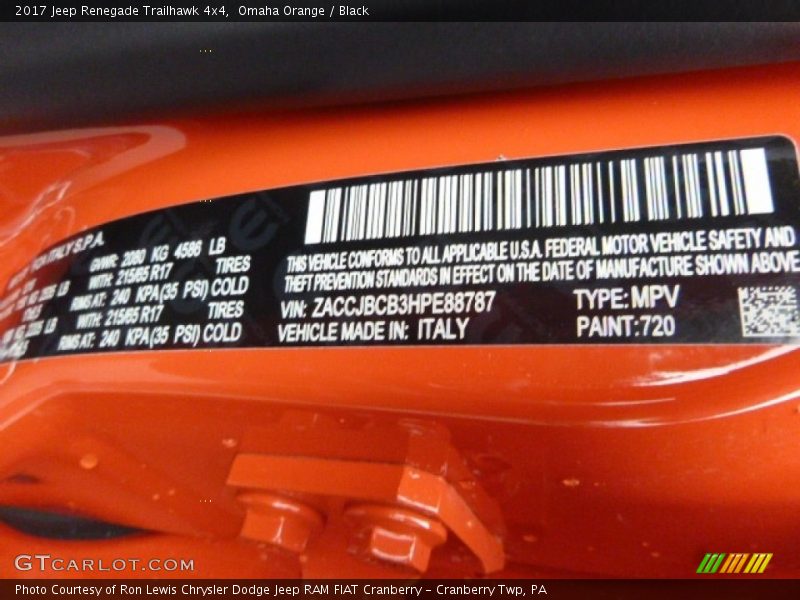 2017 Jeep Renegade Trailhawk 4x4,  Omaha Orange / Black
ITALY S.P.A.
GVWR: 2080 KG 4586 LB
WITH: 215/65 R17 TIRES
RIMS AT: 240 KPA(35 PSI) COLD
WITH: 215/65 R17 TIRES
RIMS AT: 240 KPA(35 PSI) COLD
THIS VEHICLE CONFORMS TO ALL APPLICABLE U.S.A. FEDERAL MOTOR VEHICLE SAFETY AND
THEFT PREVENTION STANDARDS IN EFFECT ON THE DATE OF MANUFACTURE SHOWN ABOVE
VIN: ZACCJBCB3HPE88787 TYPE: MPV
VEHICLE MADE IN: ITALY PAINT:720
GTCARLOT.COM
Photo Courtesy of Ron Lewis Chrysler Dodge Jeep RAM FIAT Cranberry – Cranberry Twp, PA